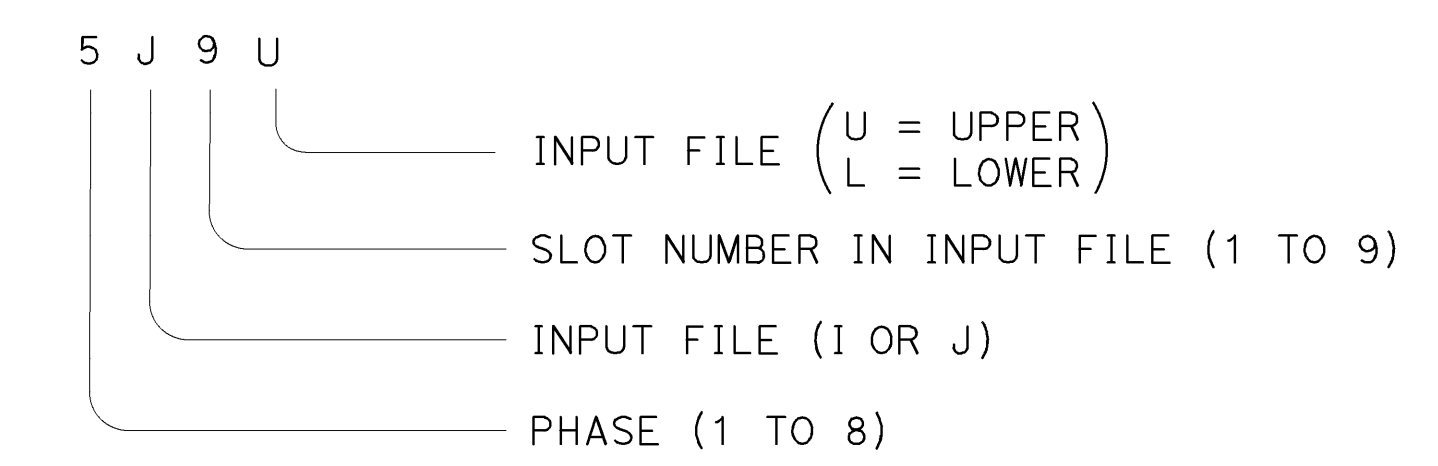 5 J 9 U
INPUT FILE (U = UPPER
L = LOWER)
SLOT NUMBER IN INPUT FILE (1 TO 9)
INPUT FILE (I OR J)
PHASE (1 TO 8)